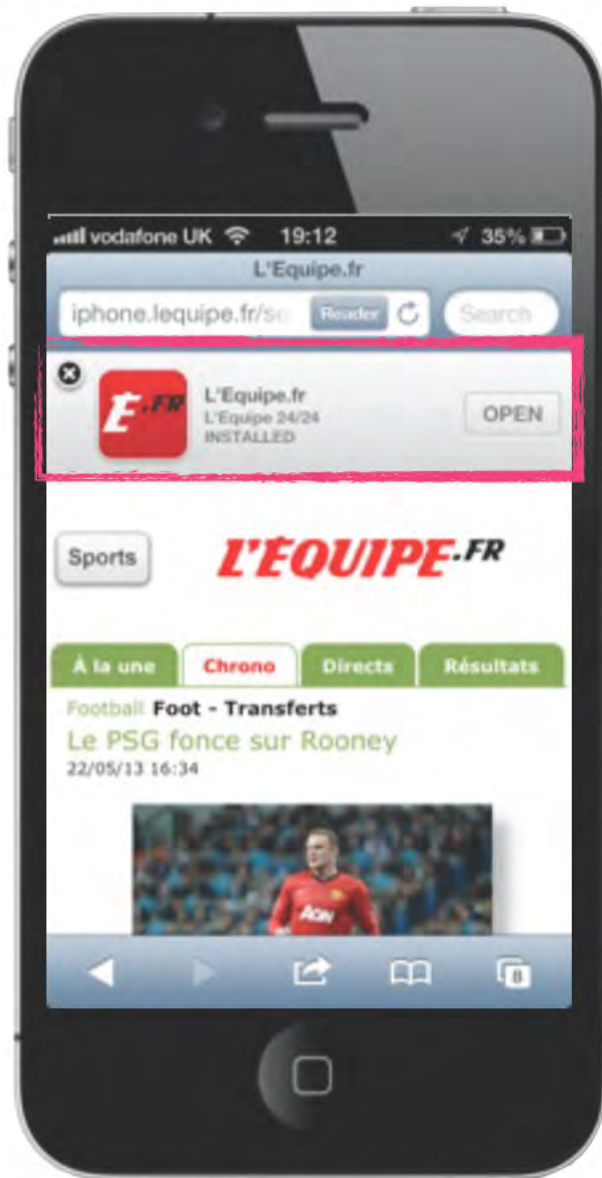 vodafone UK 19:12 35%
L'Equipe.fr
iphone.lequipe.fr/se Reader Search
É.FR
L'Equipe.fr
L'Equipe 24/24
INSTALLED
OPEN
Sports
L'ÉQUIPE.FR
À la une Chrono Directs Résultats
Football Foot - Transferts
Le PSG fonce sur Rooney
22/05/13 16:34
AON
8